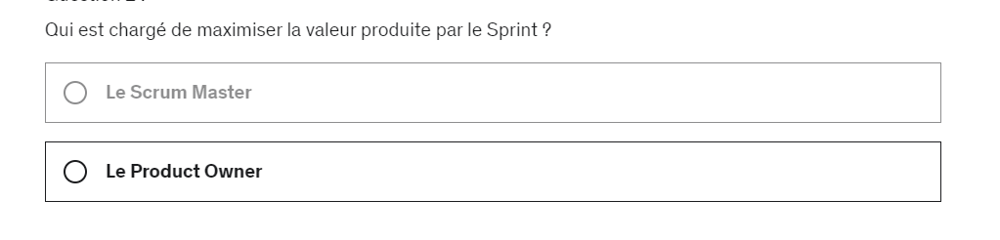 Qui est chargé de maximiser la valeur produite par le Sprint ?
Le Scrum Master
Le Product Owner